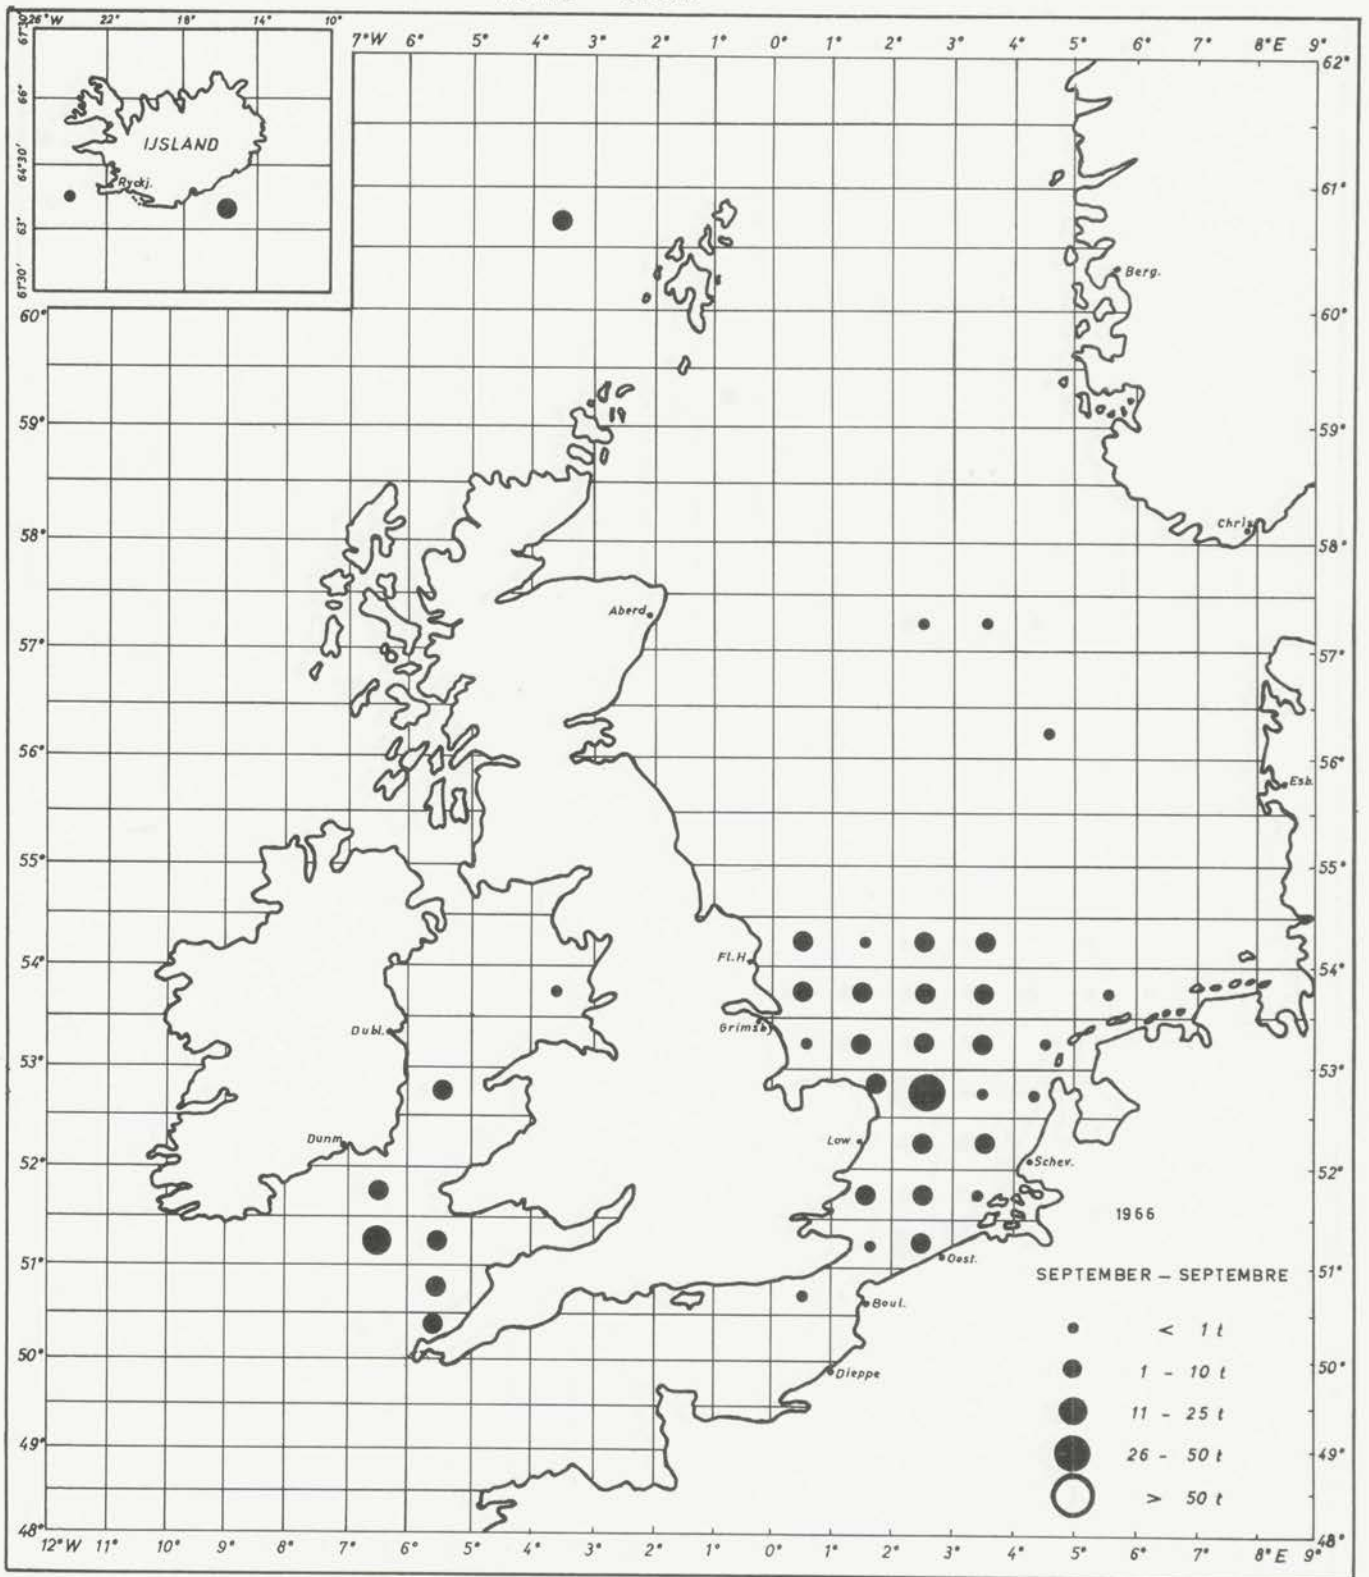 26°W 22° 18° 14° 10°
67°30'
66°
64°30'
63°
61°30'
IJSLAND
Ryckj.
7°W 6° 5° 4° 3° 2° 1° 0° 1° 2° 3° 4° 5° 6° 7° 8°E 9°
62°
61°
Berg.
60° 60°
59° 59°
Chris
58° 58°
Aberd.
57° 57°
56° 56°
Esb.
55° 55°
Fl.H
54° 54°
Dubl.
Grimsby
53° 53°
Dunm.
Low.
52° 52°
Schev.
1966
51° 51°
Oost.
SEPTEMBER – SEPTEMBRE
Boul.
< 1 t
50° 50°
Dieppe
1 - 10 t
11 - 25 t
49° 49°
26 - 50 t
> 50 t
48° 48°
12°W 11° 10° 9° 8° 7° 6° 5° 4° 3° 2° 1° 0° 1° 2° 3° 4° 5° 6° 7° 8°E 9°